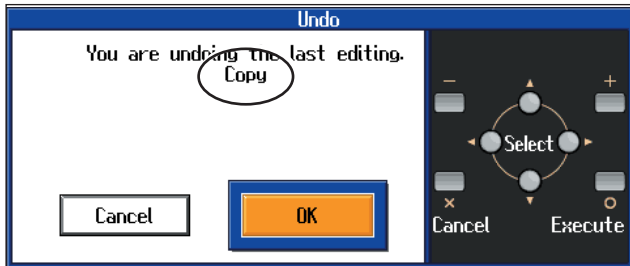 Undo
You are undoing the last editing.
Copy
Cancel
OK
− +
Select
× ○
Cancel Execute